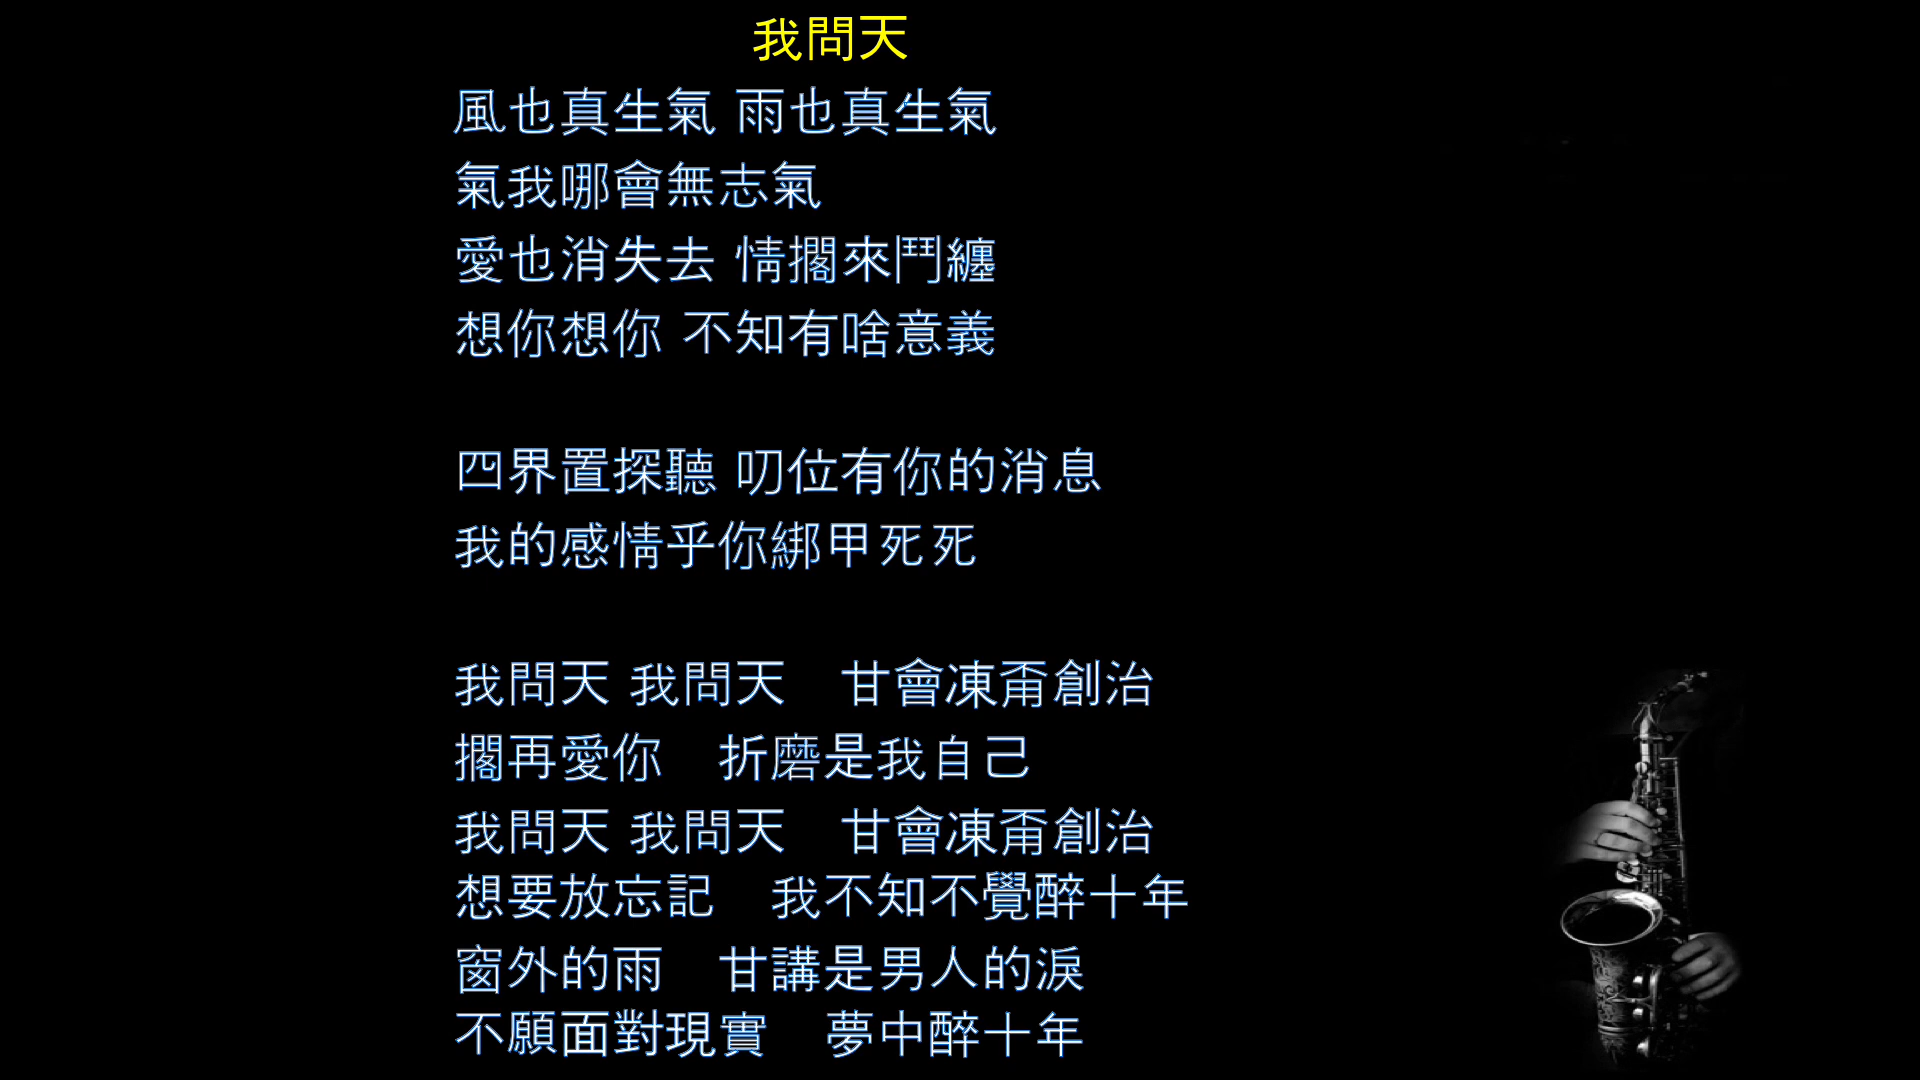 我問天
風也真生氣 雨也真生氣
氣我哪會無志氣
愛也消失去 情擱來鬥纏
想你想你 不知有啥意義
四界置探聽 叨位有你的消息
我的感情乎你綁甲死死
我問天 我問天　甘會凍甭創治
擱再愛你　折磨是我自己
我問天 我問天　甘會凍甭創治
想要放忘記　我不知不覺醉十年
窗外的雨　甘講是男人的淚
不願面對現實　夢中醉十年